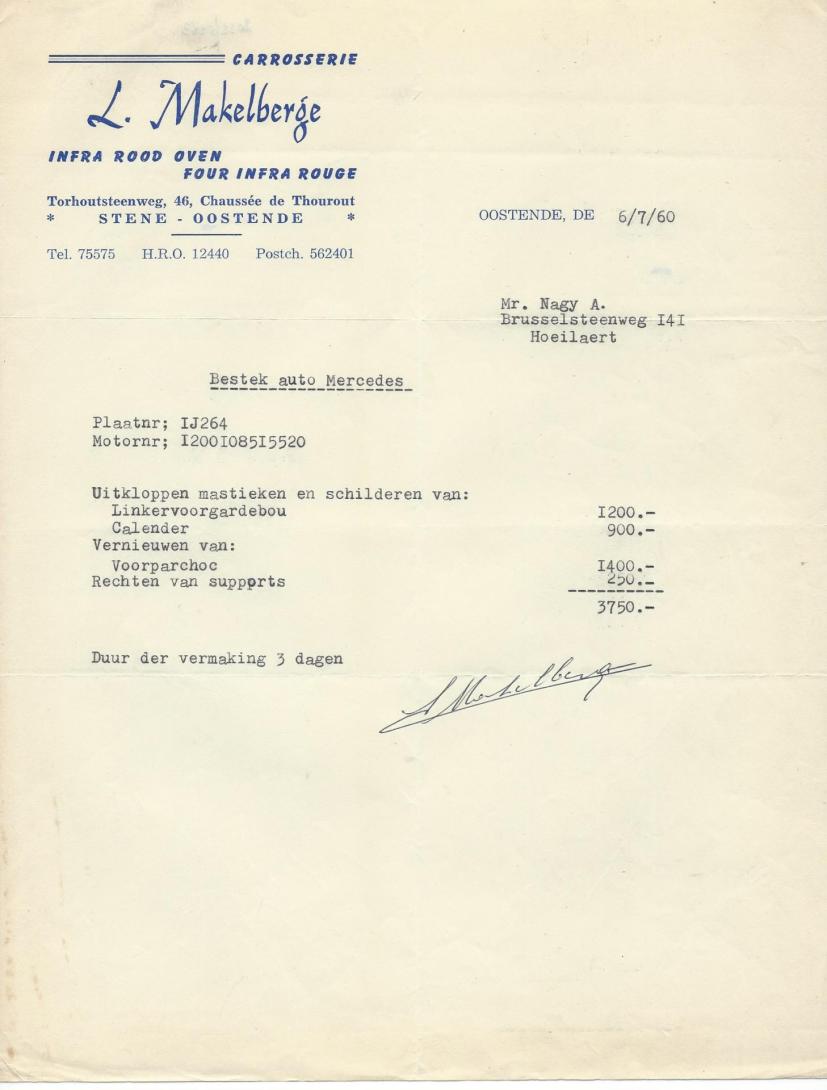 CARROSSERIE
L. Makelberge
INFRA ROOD OVEN
FOUR INFRA ROUGE
Torhoutsteenweg, 46, Chaussée de Thourout
* STENE - OOSTENDE *
Tel. 75575 H.R.O. 12440 Postch. 562401
OOSTENDE, DE 6/7/60
Mr. Nagy A.
Brusselsteenweg I4I
Hoeilaert
Bestek auto Mercedes
Plaatnr; IJ264
Motornr; I200I085I5520
Uitkloppen mastieken en schilderen van:
Linkervoorgardebou I200.-
Calender 900.-
Vernieuwen van:
Voorparchoc I400.-
Rechten van supports 250.-
3750.-
Duur der vermaking 3 dagen
L Makelberge